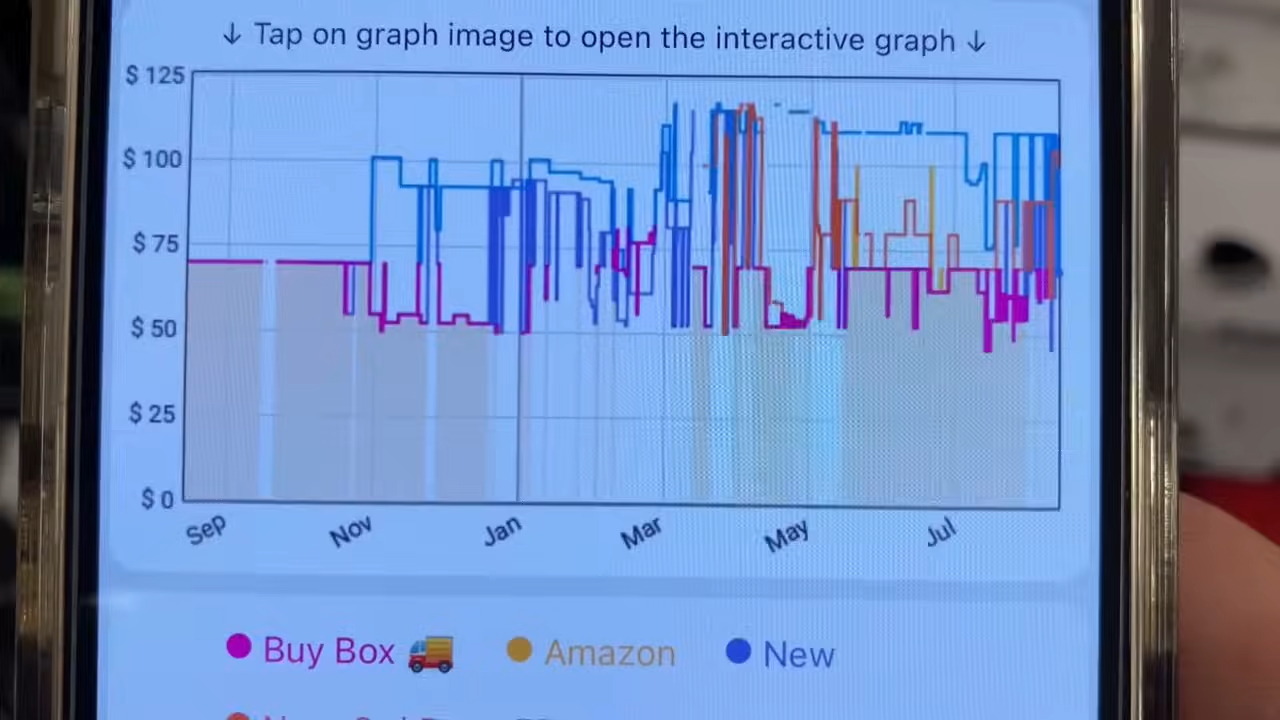 ↓ Tap on graph image to open the interactive graph ↓
$ 125
$ 100
$ 75
$ 50
$ 25
$ 0
Sep Nov Jan Mar May Jul
Buy Box 🚚 Amazon New